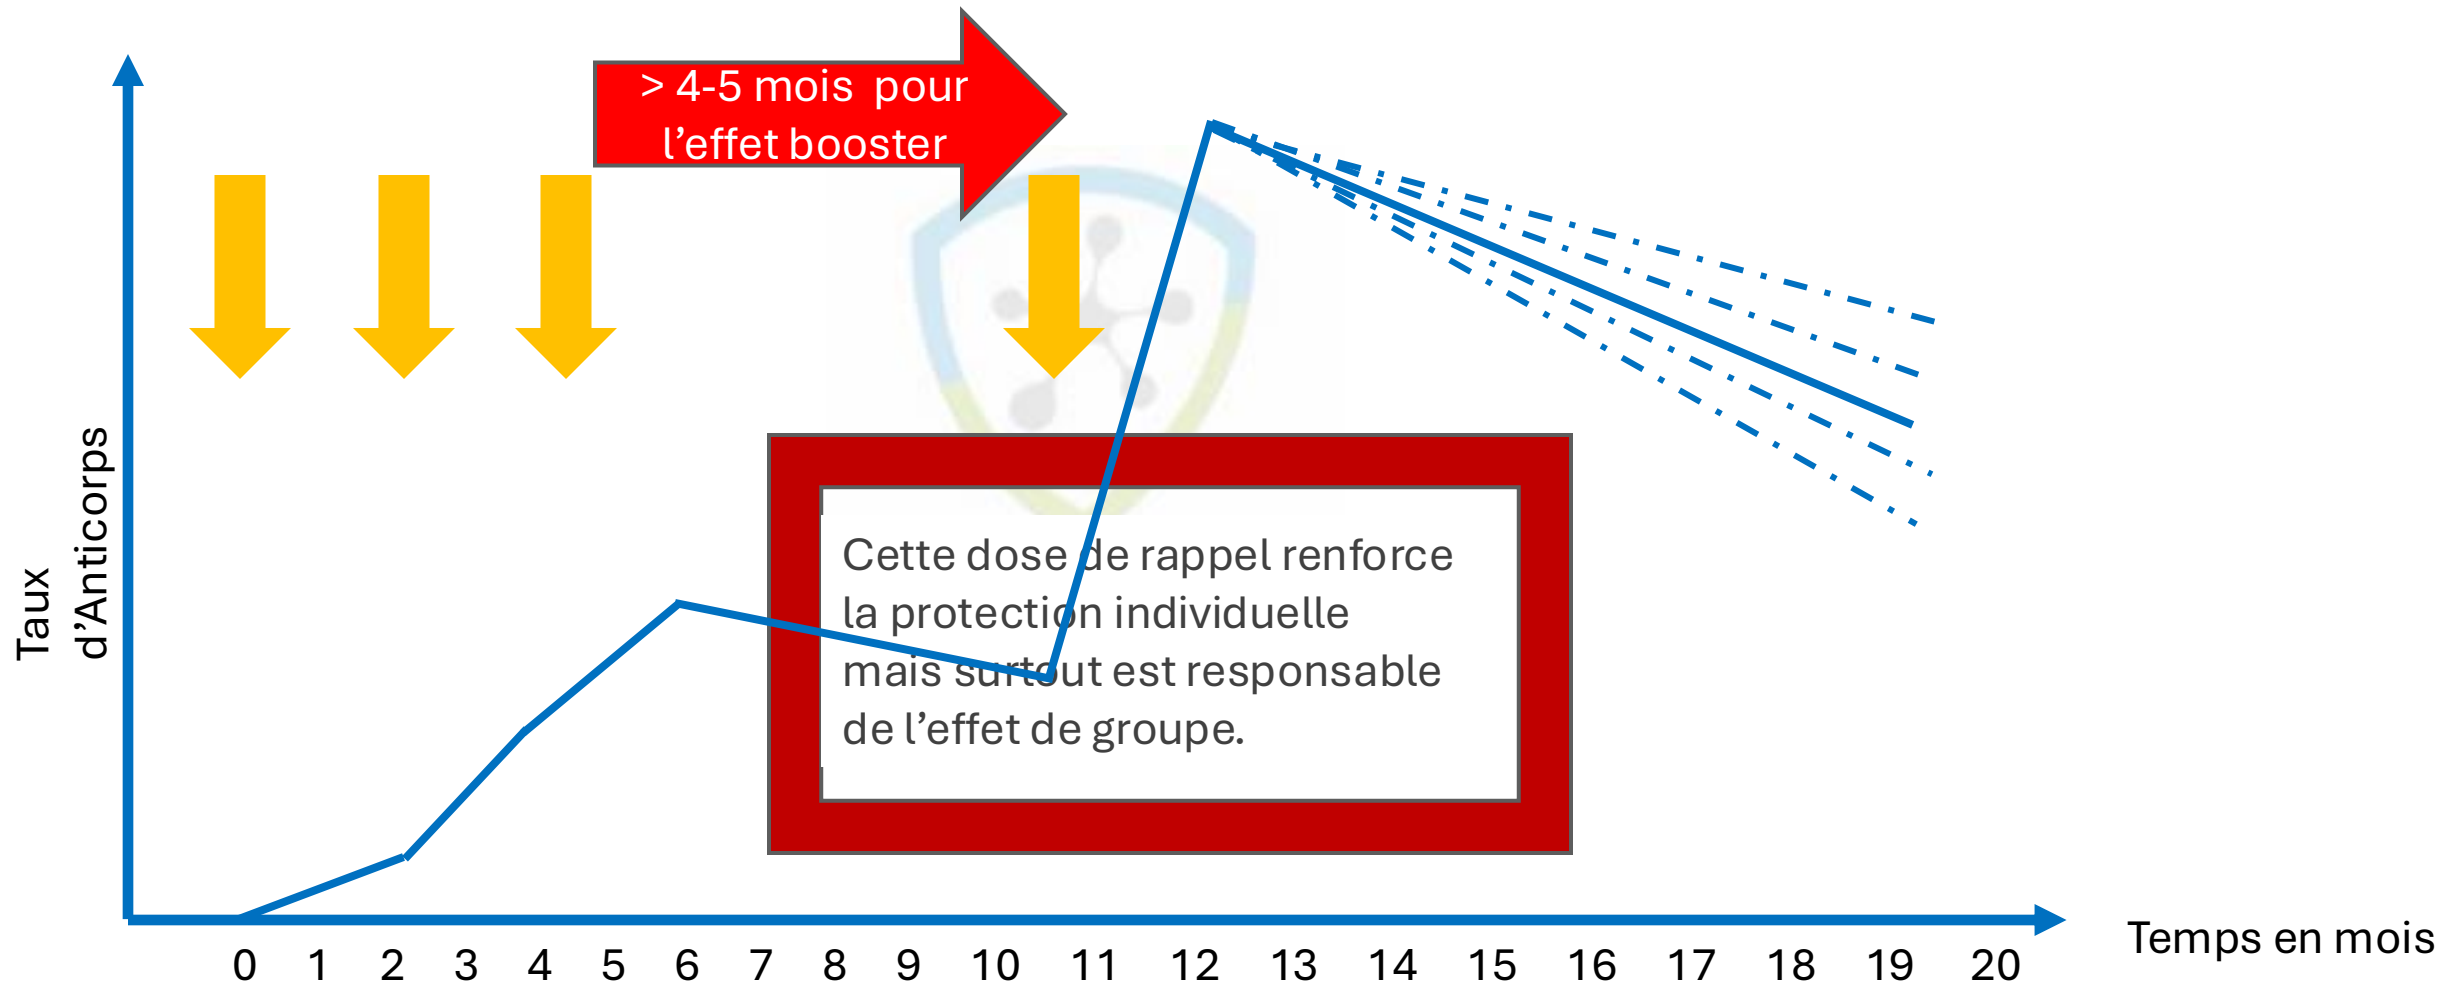 > 4-5 mois  pour
l’effet booster
Taux
d’Anticorps
Cette dose de rappel renforce
la protection individuelle
mais surtout est responsable
de l’effet de groupe.
0 1 2 3 4 5 6 7 8 9 10 11 12 13 14 15 16 17 18 19 20
Temps en mois